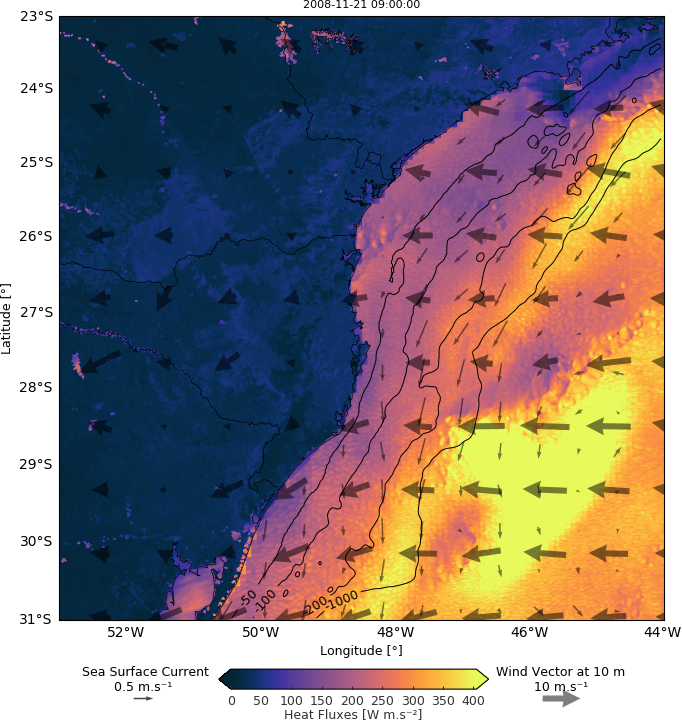 2008-11-21 09:00:00
23°S
24°S
25°S
26°S
27°S
28°S
29°S
30°S
31°S
Latitude [°]
-50
-100
-200
-1000
52°W
50°W
48°W
46°W
44°W
Longitude [°]
Sea Surface Current
0.5 m.s⁻¹
0 50 100 150 200 250 300 350 400
Heat Fluxes [W m.s⁻²]
Wind Vector at 10 m
10 m.s⁻¹